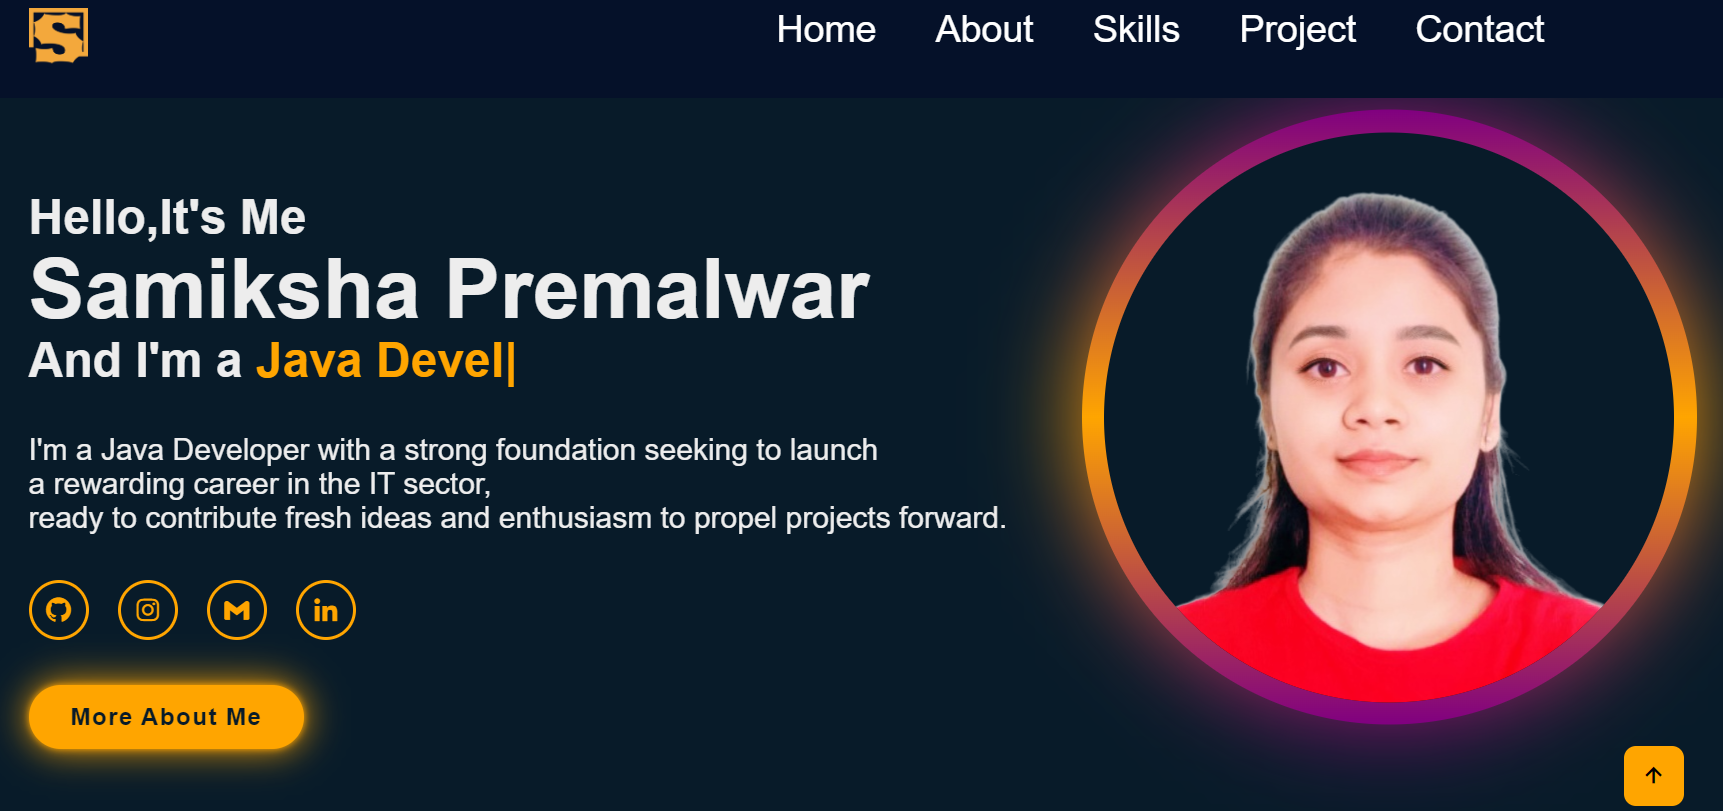 S
Home About Skills Project Contact
Hello,It's Me
Samiksha Premalwar
And I'm a Java Devel|
I'm a Java Developer with a strong foundation seeking to launch
a rewarding career in the IT sector,
ready to contribute fresh ideas and enthusiasm to propel projects forward.
in
More About Me